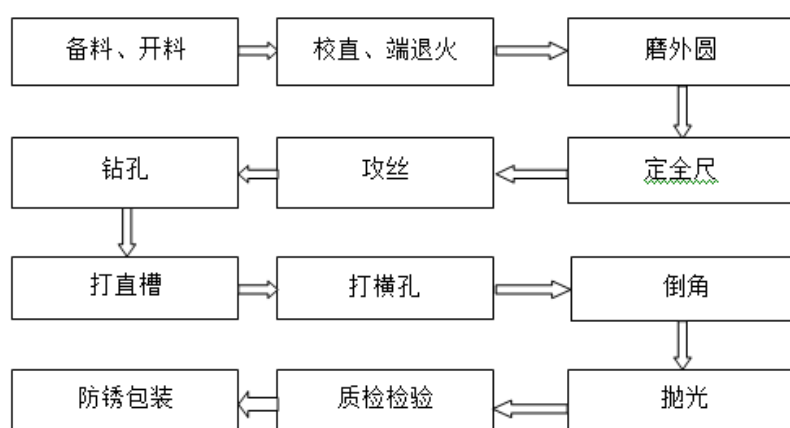 备料、开料
校直、端退火
磨外圆
钻孔
攻丝
定全尺
打直槽
打横孔
倒角
防锈包装
质检检验
抛光